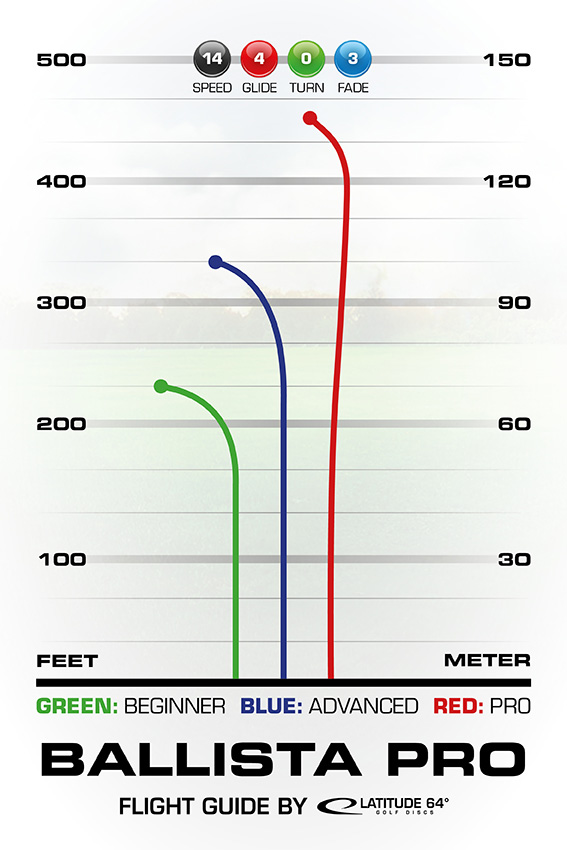 500 14 4 0 3 150
SPEED GLIDE TURN FADE
400 120
300 90
200 60
100 30
FEET METER
GREEN: BEGINNER BLUE: ADVANCED RED: PRO
BALLISTA PRO
FLIGHT GUIDE BY LATITUDE 64°
GOLF DISCS